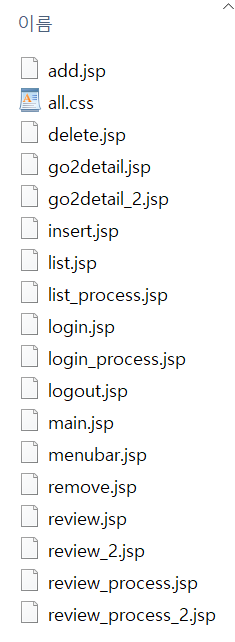 이름
add.jsp
all.css
delete.jsp
go2detail.jsp
go2detail_2.jsp
insert.jsp
list.jsp
list_process.jsp
login.jsp
login_process.jsp
logout.jsp
main.jsp
menubar.jsp
remove.jsp
review.jsp
review_2.jsp
review_process.jsp
review_process_2.jsp